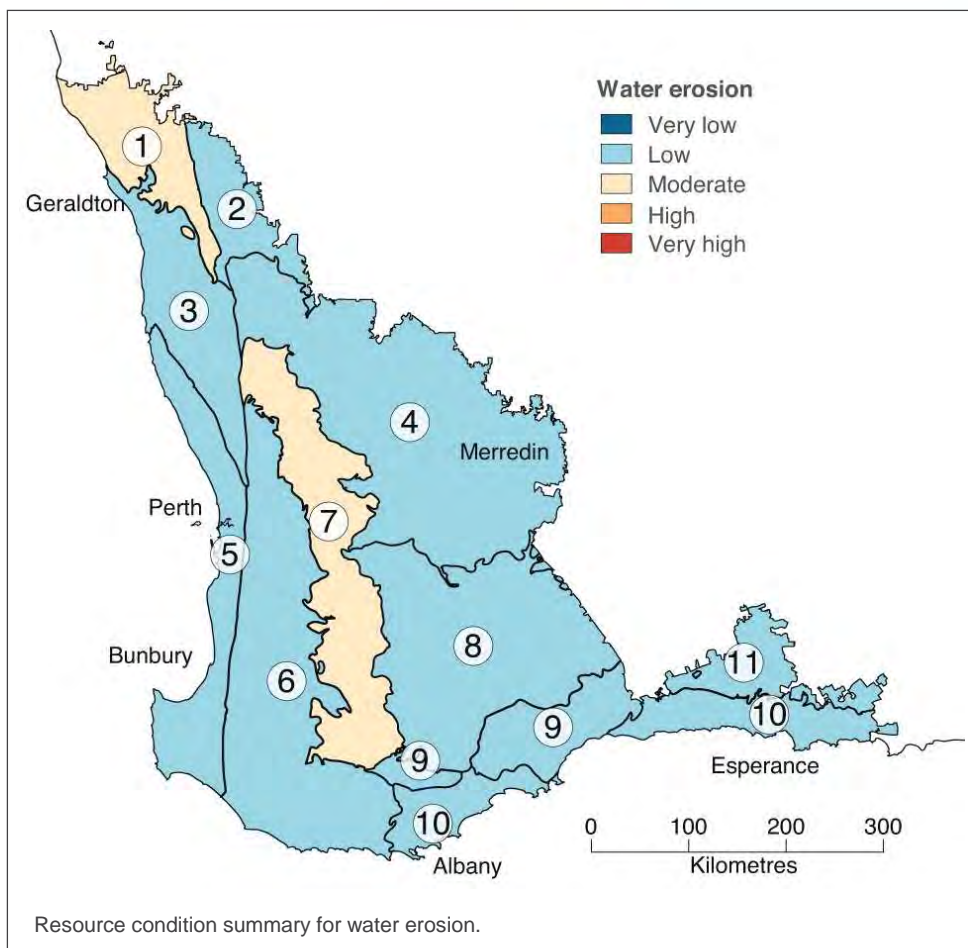 Water erosion
Very low
Low
Moderate
High
Very high
1
Geraldton
2
3
4
Merredin
Perth
7
5
Bunbury
8
6
11
10
9
9
Esperance
10
Albany
0 100 200 300
Kilometres
Resource condition summary for water erosion.